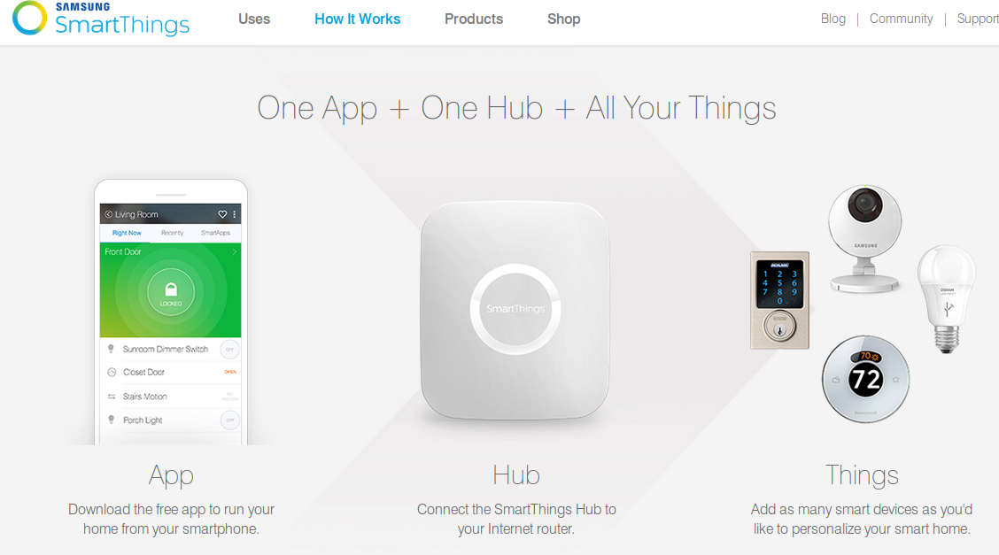 SAMSUNG
SmartThings
Uses
How It Works
Products
Shop
Blog | Community | Support
One App + One Hub + All Your Things
Living Room
Right Now
Recently
SmartApps
Front Door
LOCKED
Sunroom Dimmer Switch
OFF
Closet Door
OPEN
Stairs Motion
NO
MOTION
Porch Light
OFF
SmartThings
SCHLAGE
1 2 3
4 5 6
7 8 9
0
SAMSUNG
OSRAM
70
72
Honeywell
App
Download the free app to run your
home from your smartphone.
Hub
Connect the SmartThings Hub to
your Internet router.
Things
Add as many smart devices as you'd
like to personalize your smart home.